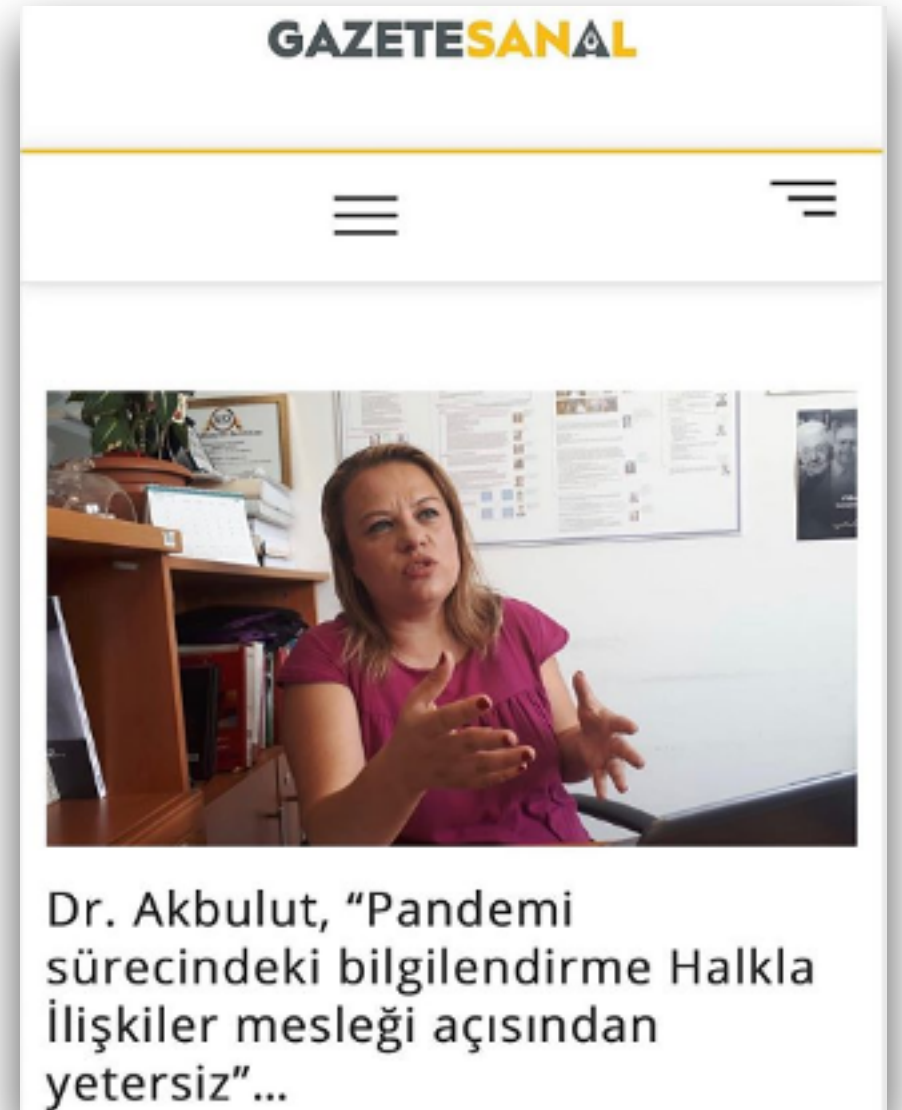 GAZETESANAL
Dr. Akbulut, “Pandemi
sürecindeki bilgilendirme Halkla
İlişkiler mesleği açısından
yetersiz”...